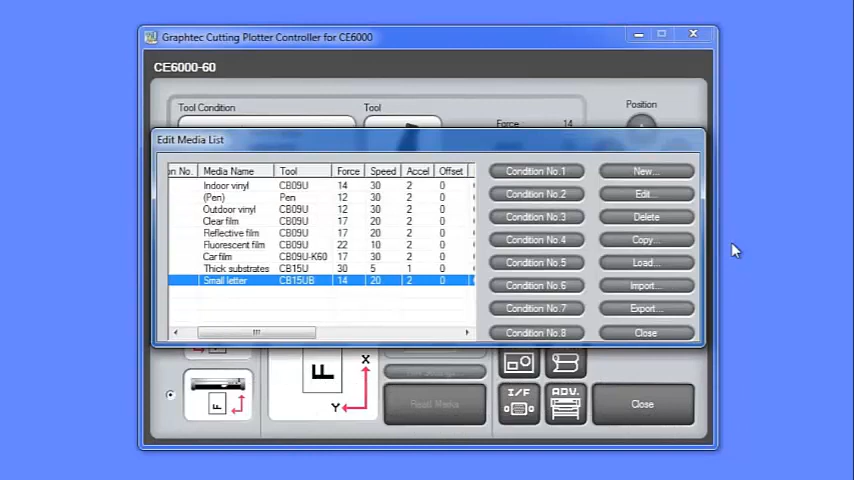 Graphtec Cutting Plotter Controller for CE6000
CE6000-60
Tool Condition
Tool
Force 14
Position
Edit Media List
on No. Media Name Tool Force Speed Accel Offset
Indoor vinyl CB09U 14 30 2 0
(Pen) Pen 12 30 2 0
Outdoor vinyl CB09U 12 30 2 0
Clear film CB09U 17 20 2 0
Reflective film CB09U 17 20 2 0
Fluorescent film CB09U 22 10 2 0
Car film CB09U-K60 17 30 2 0
Thick substrates CB15U 30 5 1 0
Small letter CB15UB 14 20 2 0
Condition No.1 New...
Condition No.2 Edit...
Condition No.3 Delete
Condition No.4 Copy...
Condition No.5 Load...
Condition No.6 Import...
Condition No.7 Export...
Condition No.8 Close
F
X
Y
F
Read Marks
I/F
ADV.
Close